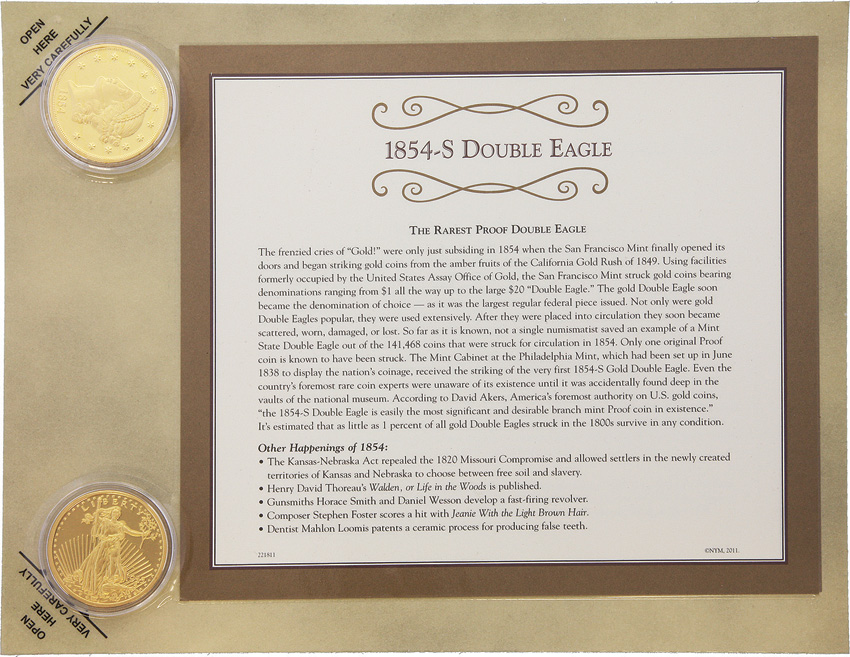 OPEN
HERE
VERY CAREFULLY
1854-S DOUBLE EAGLE
THE RAREST PROOF DOUBLE EAGLE
The frenzied cries of “Gold!” were only just subsiding in 1854 when the San Francisco Mint finally opened its
doors and began striking gold coins from the amber fruits of the California Gold Rush of 1849. Using facilities
formerly occupied by the United States Assay Office of Gold, the San Francisco Mint struck gold coins bearing
denominations ranging from $1 all the way up to the large $20 “Double Eagle.” The gold Double Eagle soon
became the denomination of choice — as it was the largest regular federal piece issued. Not only were gold
Double Eagles popular, they were used extensively. After they were placed into circulation they soon became
scattered, worn, damaged, or lost. So far as it is known, not a single numismatist saved an example of a Mint
State Double Eagle out of the 141,468 coins that were struck for circulation in 1854. Only one original Proof
coin is known to have been struck. The Mint Cabinet at the Philadelphia Mint, which had been set up in June
1838 to display the nation’s coinage, received the striking of the very first 1854-S Gold Double Eagle. Even the
country’s foremost rare coin experts were unaware of its existence until it was accidentally found deep in the
vaults of the national museum. According to David Akers, America’s foremost authority on U.S. gold coins,
“the 1854-S Double Eagle is easily the most significant and desirable branch mint Proof coin in existence.”
It’s estimated that as little as 1 percent of all gold Double Eagles struck in the 1800s survive in any condition.
Other Happenings of 1854:
• The Kansas-Nebraska Act repealed the 1820 Missouri Compromise and allowed settlers in the newly created
territories of Kansas and Nebraska to choose between free soil and slavery.
• Henry David Thoreau’s Walden, or Life in the Woods is published.
• Gunsmiths Horace Smith and Daniel Wesson develop a fast-firing revolver.
• Composer Stephen Foster scores a hit with Jeanie With the Light Brown Hair.
• Dentist Mahlon Loomis patents a ceramic process for producing false teeth.
221811
©NYM, 2011.
LIBERTY
OPEN
HERE
VERY CAREFULLY